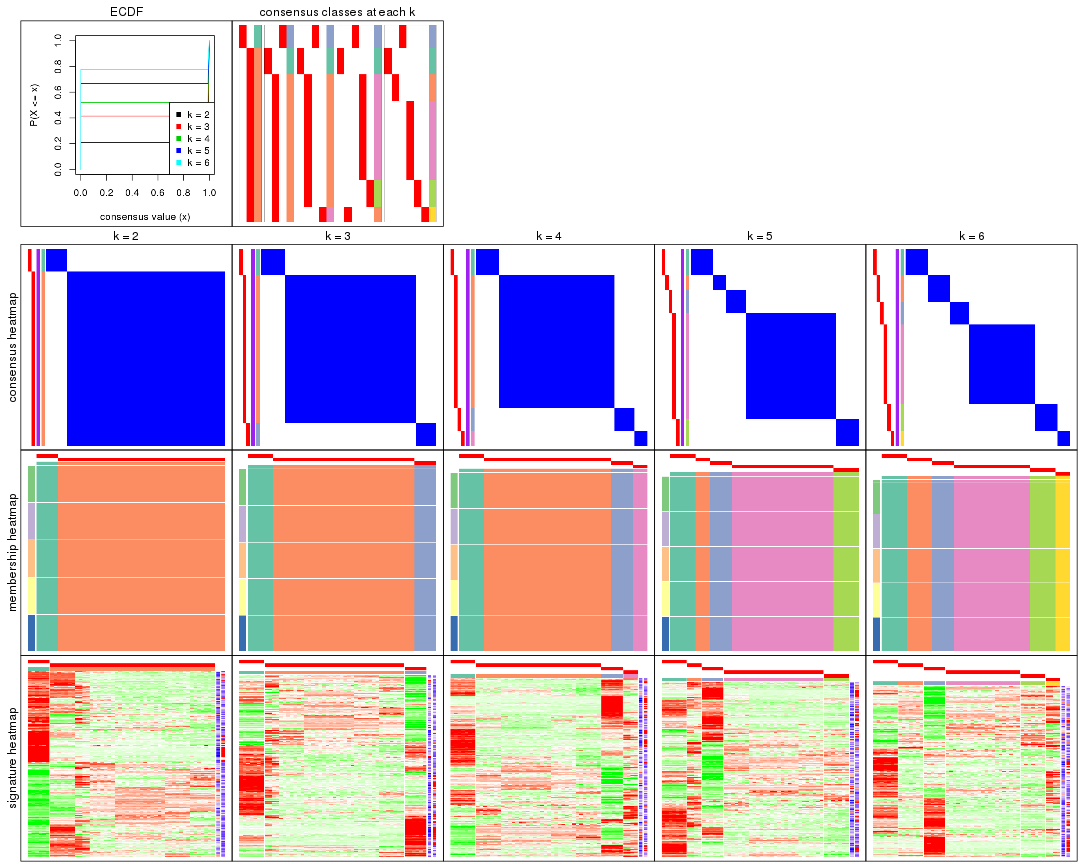 ECDF
consensus classes at each k
P(X <= x)
1.0
0.8
0.6
0.4
0.2
0.0
k = 2
k = 3
k = 4
k = 5
k = 6
0.0 0.2 0.4 0.6 0.8 1.0
consensus value (x)
k = 2
k = 3
k = 4
k = 5
k = 6
consensus heatmap
membership heatmap
signature heatmap